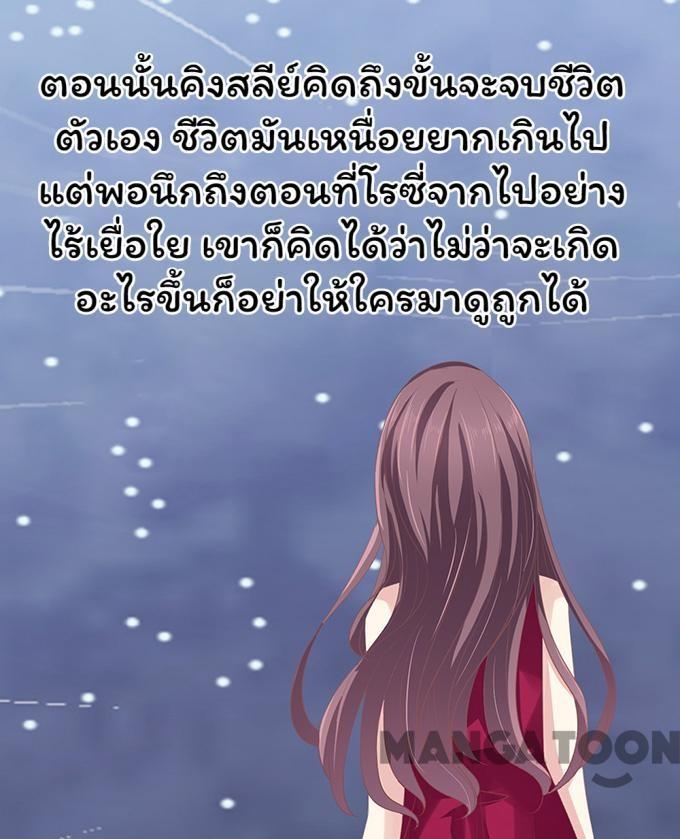 ตอนนั้นคิงสลีย์คิดถึงขั้นจะจบชีวิต
ตัวเอง ชีวิตมันเหนื่อยยากเกินไป
แต่พอนึกถึงตอนที่โรซี่จากไปอย่าง
ไร้เยื่อใย เขาก็คิดได้ว่าไม่ว่าจะเกิด
อะไรขึ้นก็อย่าให้ใครมาดูถูกได้
MANGATOON